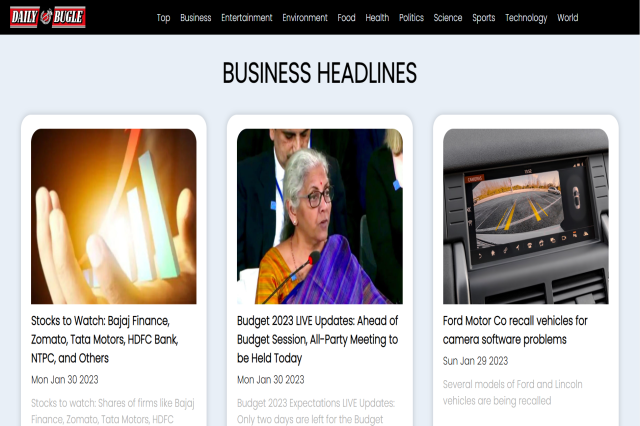 DAILY BUGLE
Top Business Entertainment Environment Food Health Politics Science Sports Technology World
BUSINESS HEADLINES
Stocks to Watch: Bajaj Finance,
Zomato, Tata Motors, HDFC Bank,
NTPC, and Others
Mon Jan 30 2023
Stocks to watch: Shares of firms like Bajaj
Finance, Zomato, Tata Motors, HDFC
Budget 2023 LIVE Updates: Ahead of
Budget Session, All-Party Meeting to
be Held Today
Mon Jan 30 2023
Budget 2023 Expectations LIVE Updates:
Only two days are left for the Budget
Ford Motor Co recall vehicles for
camera software problems
Sun Jan 29 2023
Several models of Ford and Lincoln
vehicles are being recalled